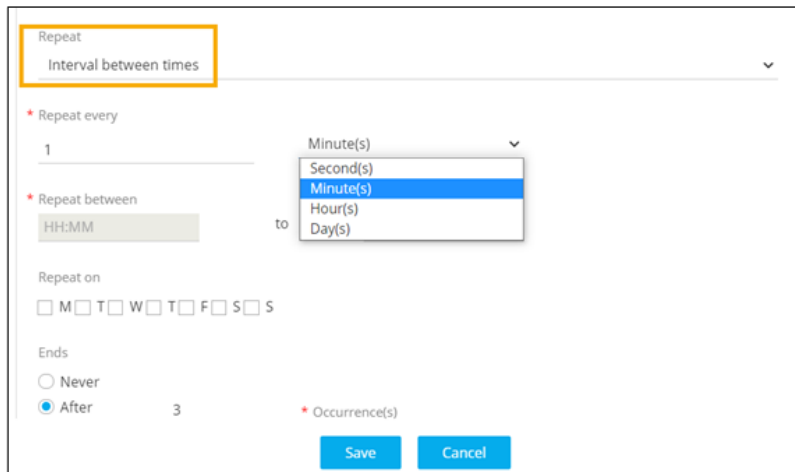 Repeat
Interval between times
* Repeat every
1 Minute(s)
Second(s)
Minute(s)
* Repeat between
Hour(s)
HH:MM to Day(s)
Repeat on
M T W T F S S
Ends
Never
After 3 * Occurrence(s)
Save Cancel